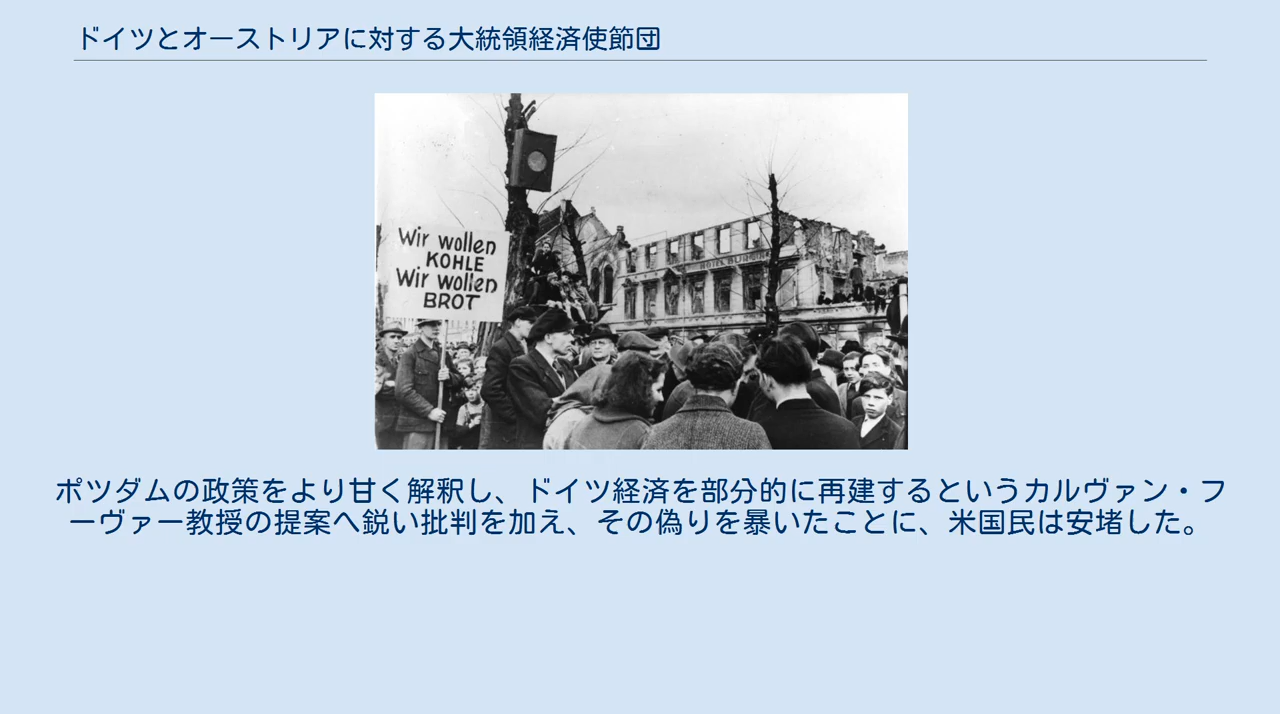 ドイツとオーストリアに対する大統領経済使節団
Wir wollen
KOHLE
Wir wollen
BROT
ポツダムの政策をより甘く解釈し、ドイツ経済を部分的に再建するというカルヴァン・フ
ーヴァー教授の提案へ鋭い批判を加え、その偽りを暴いたことに、米国民は安堵した。